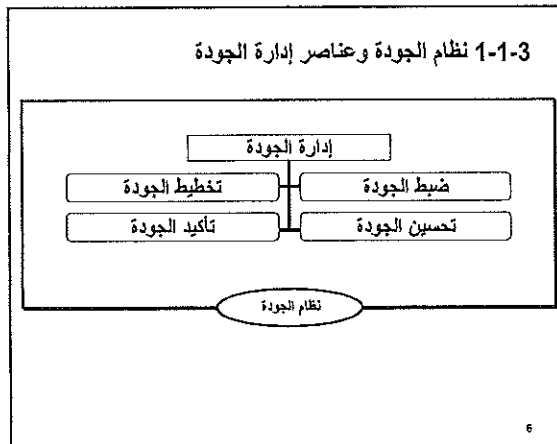 1-1-3 نظام الجودة وعناصر إدارة الجودة
إدارة الجودة
ضبط الجودة
تخطيط الجودة
تحسين الجودة
تأكيد الجودة
نظام الجودة
6